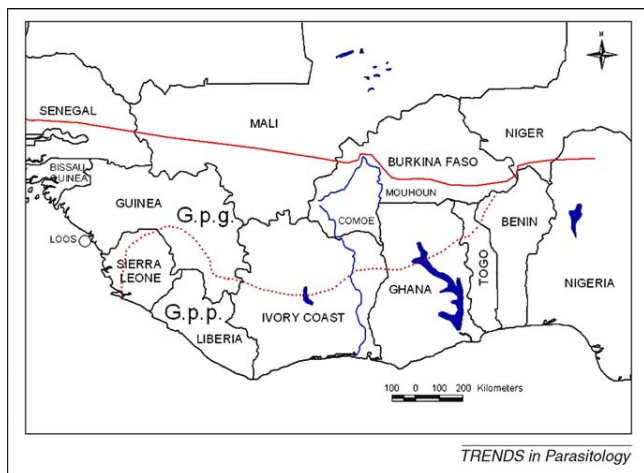 N
SENEGAL
MALI
NIGER
BURKINA FASO
BISSAU
GUINEA
MOUHOUN
GUINEA
G.p.g.
COMOE
BENIN
LOOS
SIERRA
LEONE
TOGO
GHANA
NIGERIA
G.p.p.
IVORY COAST
LIBERIA
100 0 100 200 Kilometers
TRENDS in Parasitology